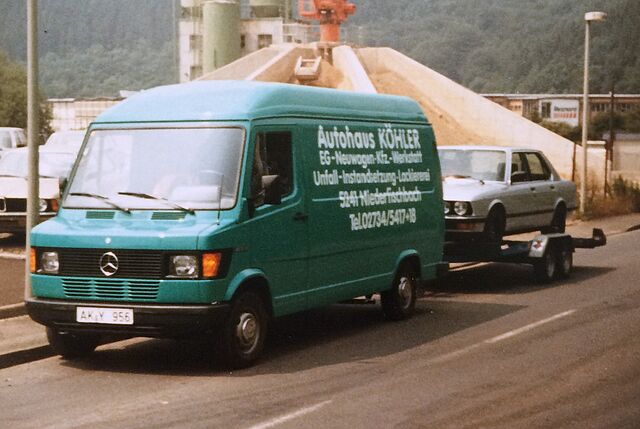 Autohaus KÖHLER
EG-Neuwagen-Kfz.-Werkstatt
Unfall-Instandsetzung-Lackiererei
5241 Niederfischbach
Tel.02734/5417+18
AK-Y 956